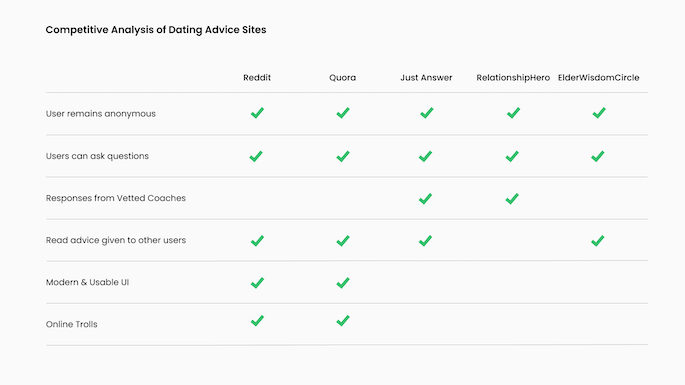 Competitive Analysis of Dating Advice Sites
Reddit Quora Just Answer RelationshipHero ElderWisdomCircle
User remains anonymous
Users can ask questions
Responses from Vetted Coaches
Read advice given to other users
Modern & Usable UI
Online Trolls